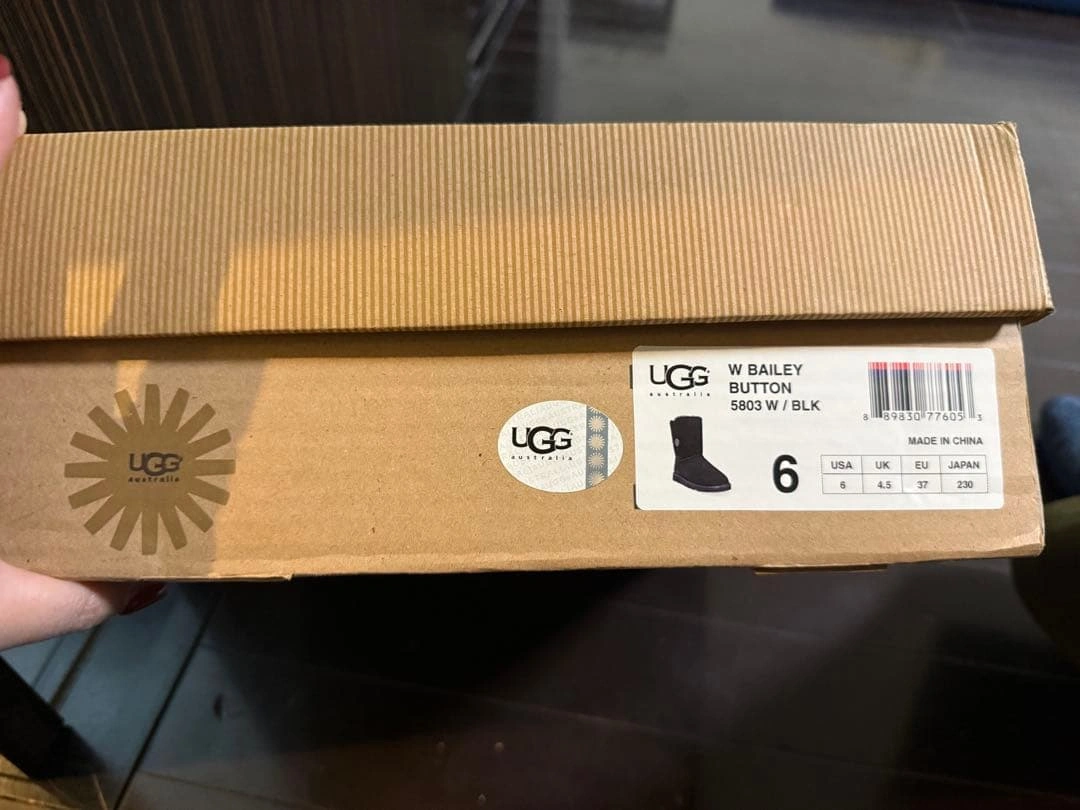 UGG
australia
UGG
australia
UGG
australia
W BAILEY
BUTTON
5803 W / BLK
8 89830 77605 3
MADE IN CHINA
6
USA UK EU JAPAN
6 4.5 37 230